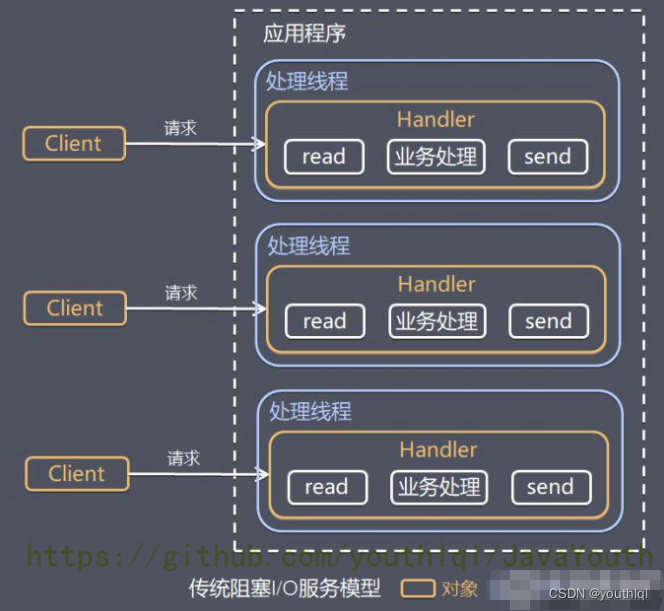 应用程序
处理线程
Handler
Client
请求
read
业务处理
send
处理线程
Handler
Client
请求
read
业务处理
send
处理线程
Handler
Client
请求
read
业务处理
send
https://github.com/youthlql/JavaYouth
传统阻塞I/O服务模型
对象
CSDN @youthlql